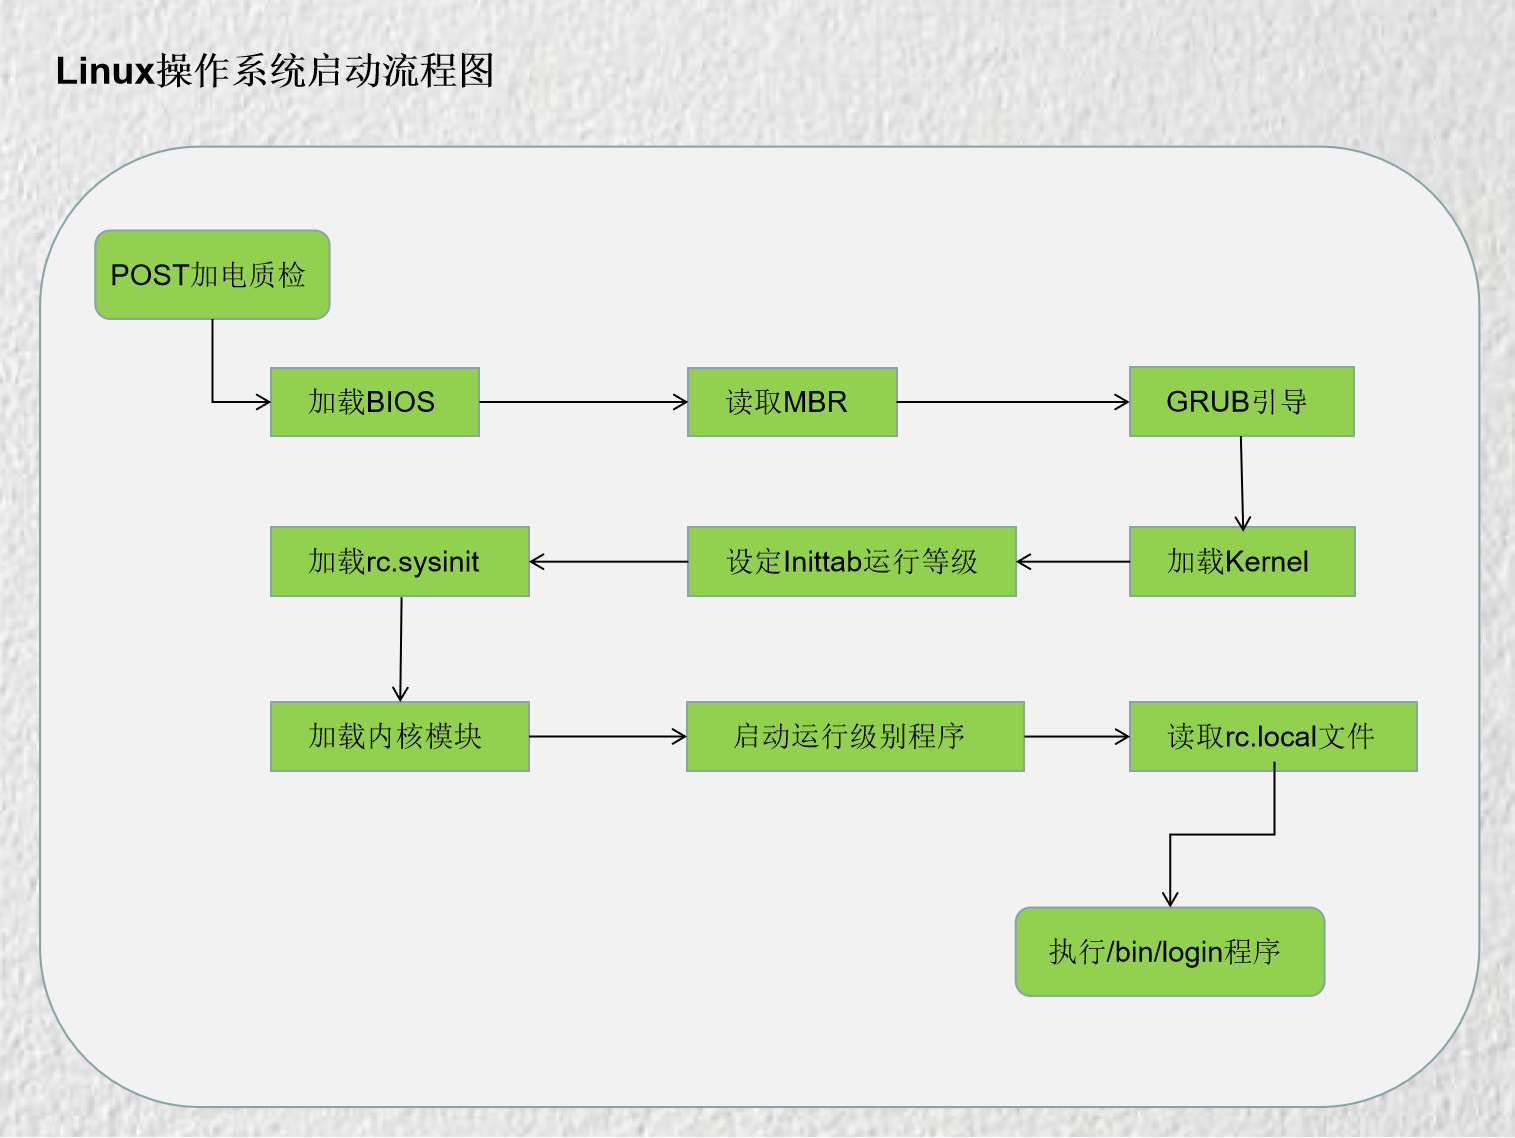 Linux操作系统启动流程图
POST加电质检
加载BIOS
读取MBR
GRUB引导
加载Kernel
设定Inittab运行等级
加载rc.sysinit
加载内核模块
启动运行级别程序
读取rc.local文件
执行/bin/login程序